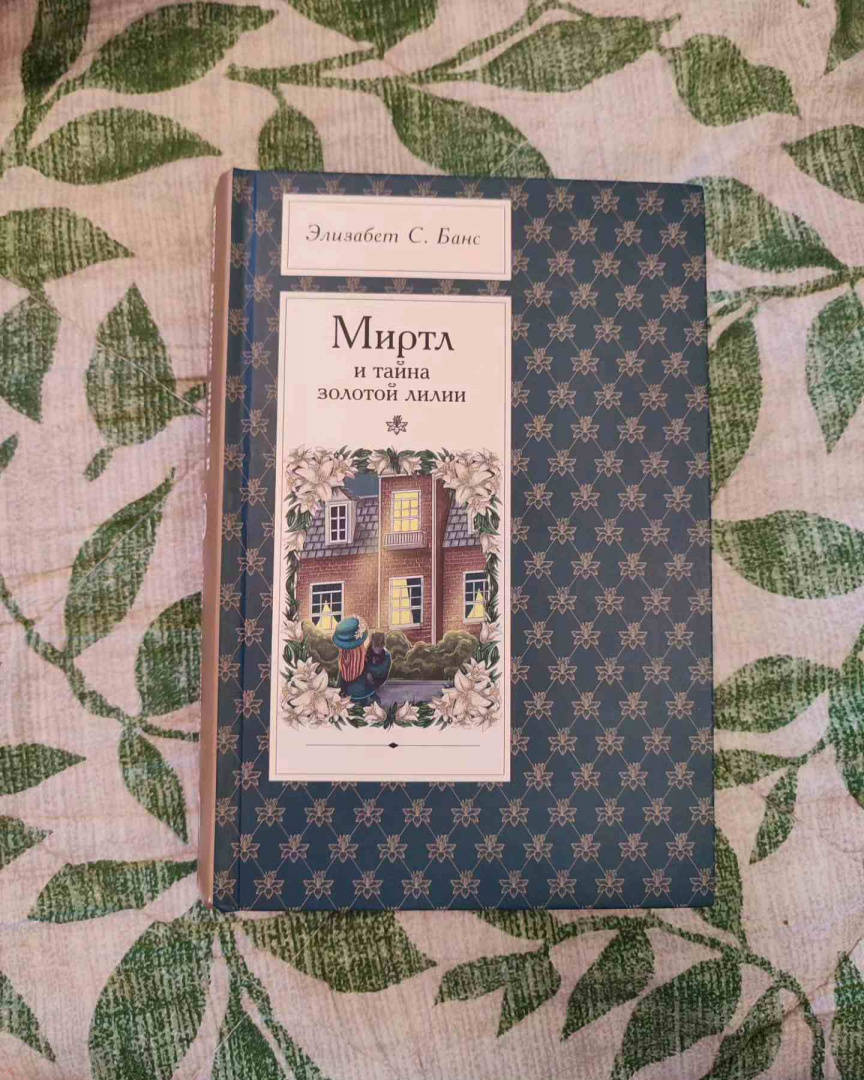 Элизабет С. Банс
Миртл
и тайна
золотой лилии